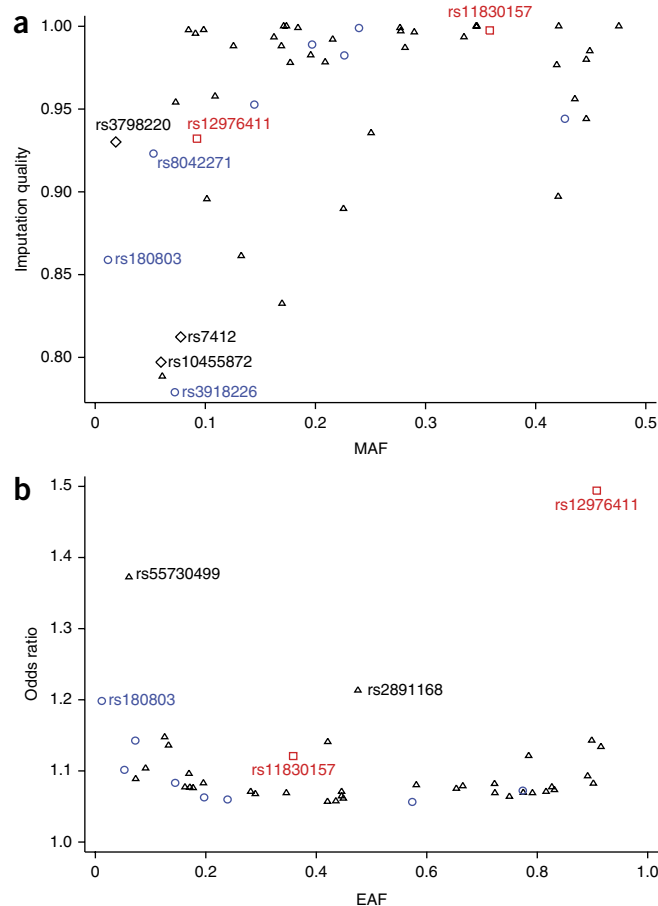 a
1.00
0.95
0.90
0.85
0.80
Imputation quality
rs11830157
rs3798220
rs12976411
rs8042271
rs180803
rs7412
rs10455872
rs3918226
0
0.1
0.2
0.3
0.4
0.5
MAF
b
1.5
1.4
1.3
1.2
1.1
1.0
Odds ratio
rs12976411
rs55730499
rs2891168
rs180803
rs11830157
0
0.2
0.4
0.6
0.8
1.0
EAF